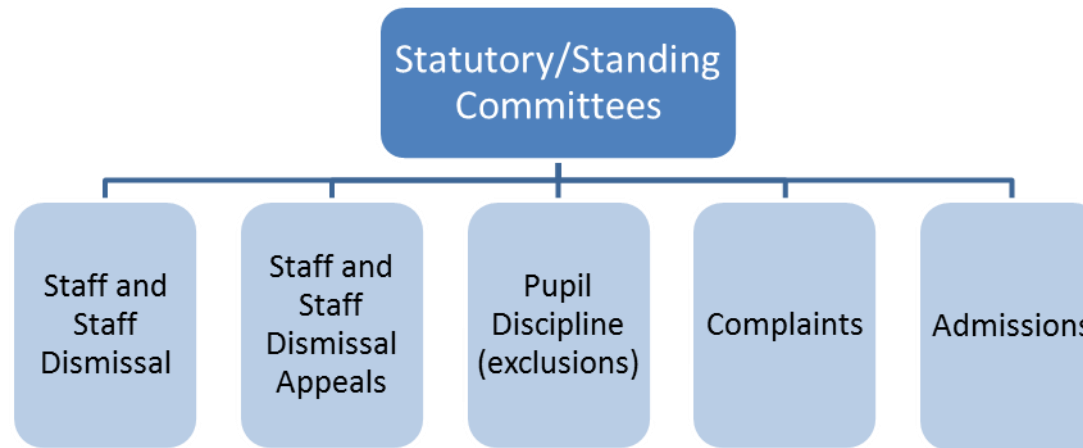 Statutory/Standing
Committees
Staff and
Staff
Dismissal
Staff and
Staff
Dismissal
Appeals
Pupil
Discipline
(exclusions)
Complaints
Admissions